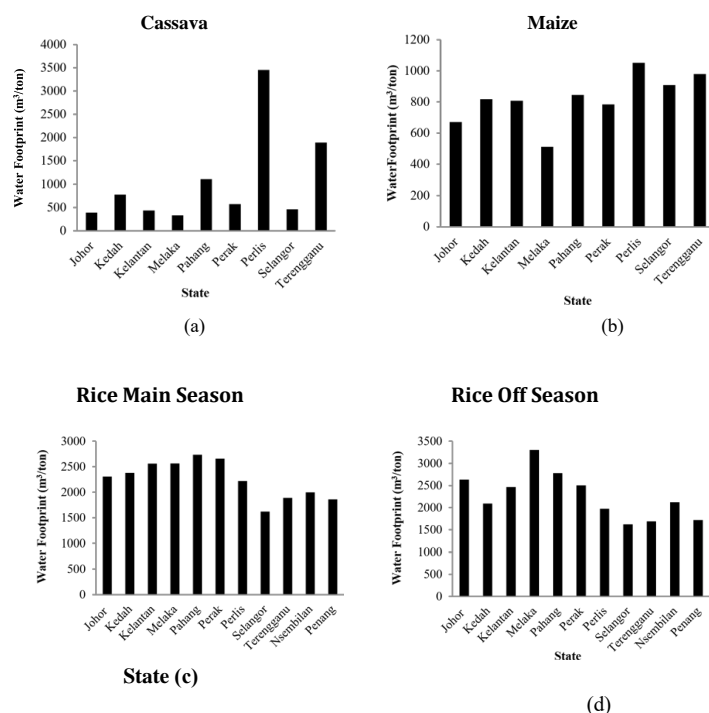 Cassava
Water Footprint (m³/ton)
4000
3500
3000
2500
2000
1500
1000
500
0
Johor
Kedah
Kelantan
Melaka
Pahang
Perak
Perlis
Selangor
Terengganu
State
(a)
Maize
WaterFootprint (m³/ton)
1200
1000
800
600
400
200
0
Johor
Kedah
Kelantan
Melaka
Pahang
Perak
Perlis
Selangor
Terengganu
State
(b)
Rice Main Season
Water Footprint (m³/ton)
3000
2500
2000
1500
1000
500
0
Johor
Kedah
Kelantan
Melaka
Pahang
Perak
Perlis
Selangor
Terengganu
Nsembilan
Penang
State (c)
Rice Off Season
Water Footprint (m³/ton)
3500
3000
2500
2000
1500
1000
500
0
Johor
Kedah
Kelantan
Melaka
Pahang
Perak
Perlis
Selangor
Terengganu
Nsembilan
Penang
State
(d)